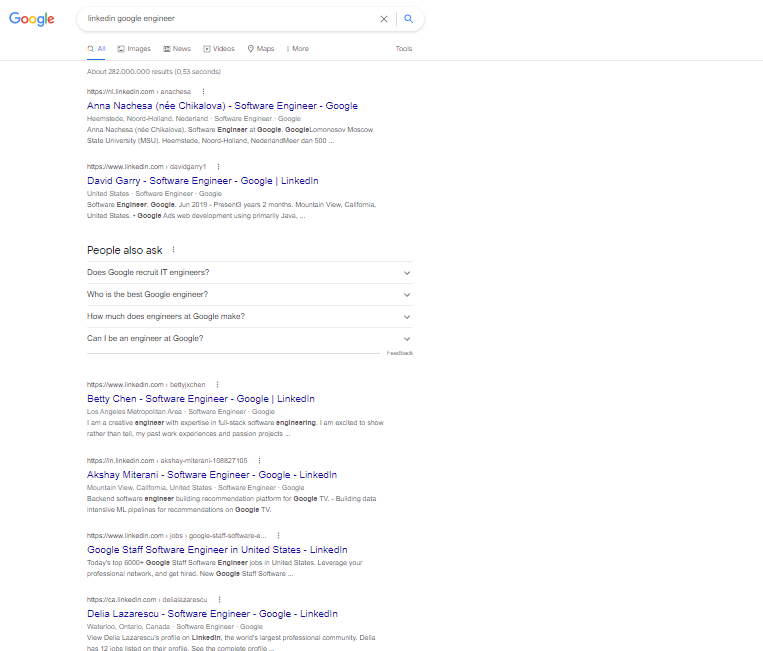 Google
linkedin google engineer
All Images News Videos Maps More Tools
About 282.000.000 results (0,53 seconds)
https://nl.linkedin.com › anachesa
Anna Nachesa (née Chikalova) - Software Engineer - Google
Heemstede, Noord-Holland, Nederland · Software Engineer · Google
Anna Nachesa (née Chikalova). Software Engineer at Google. GoogleLomonosov Moscow
State University (MSU). Heemstede, Noord-Holland, NederlandMeer dan 500 ...
https://www.linkedin.com › davidgarry1
David Garry - Software Engineer - Google | LinkedIn
United States · Software Engineer · Google
Software Engineer. Google. Jun 2019 - Present3 years 2 months. Mountain View, California,
United States. • Google Ads web development using primarily Java, ...
People also ask
Does Google recruit IT engineers?
Who is the best Google engineer?
How much does engineers at Google make?
Can I be an engineer at Google?
Feedback
https://www.linkedin.com › bettyjxchen
Betty Chen - Software Engineer - Google | LinkedIn
Los Angeles Metropolitan Area · Software Engineer · Google
I am a creative engineer with expertise in full-stack software engineering. I am excited to show
rather than tell, my past work experiences and passion projects ...
https://in.linkedin.com › akshay-miterani-108827105
Akshay Miterani - Software Engineer - Google - LinkedIn
Mountain View, California, United States · Software Engineer · Google
Backend software engineer building recommendation platform for Google TV. - Building data
intensive ML pipelines for recommendations on Google TV.
https://www.linkedin.com › jobs › google-staff-software-e...
Google Staff Software Engineer in United States - LinkedIn
Today's top 6000+ Google Staff Software Engineer jobs in United States. Leverage your
professional network, and get hired. New Google Staff Software ...
https://ca.linkedin.com › delialazarescu
Delia Lazarescu - Software Engineer - Google - LinkedIn
Waterloo, Ontario, Canada · Software Engineer · Google
View Delia Lazarescu's profile on LinkedIn, the world's largest professional community. Delia
has 12 jobs listed on their profile. See the complete profile ...